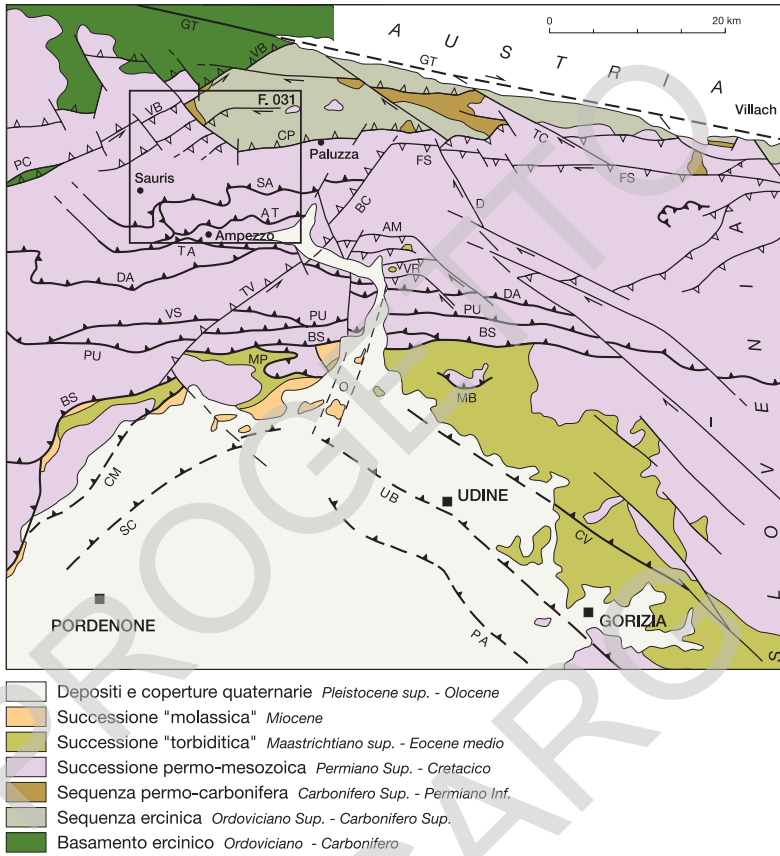 A U S T R I A
0 20 km
GT
VB
GT
Villach
F. 031
VB
CP
Paluzza
TC
PC
FS
FS
Sauris
SA
BC
D
AT
AM
Ampezzo
TA
VR
DA
TV
DA
VS
PU
PU
PU
BS
BS
MP
BS
O
MB
I
CM
UB
UDINE
SC
CV
PORDENONE
GORIZIA
PA
S L O V E N I A
Depositi e coperture quaternarie Pleistocene sup. - Olocene
Successione "molassica" Miocene
Successione "torbiditica" Maastrichtiano sup. - Eocene medio
Successione permo-mesozoica Permiano Sup. - Cretacico
Sequenza permo-carbonifera Carbonifero Sup. - Permiano Inf.
Sequenza ercinica Ordoviciano Sup. - Carbonifero Sup.
Basamento ercinico Ordoviciano - Carbonifero
PROGETTO
CARG